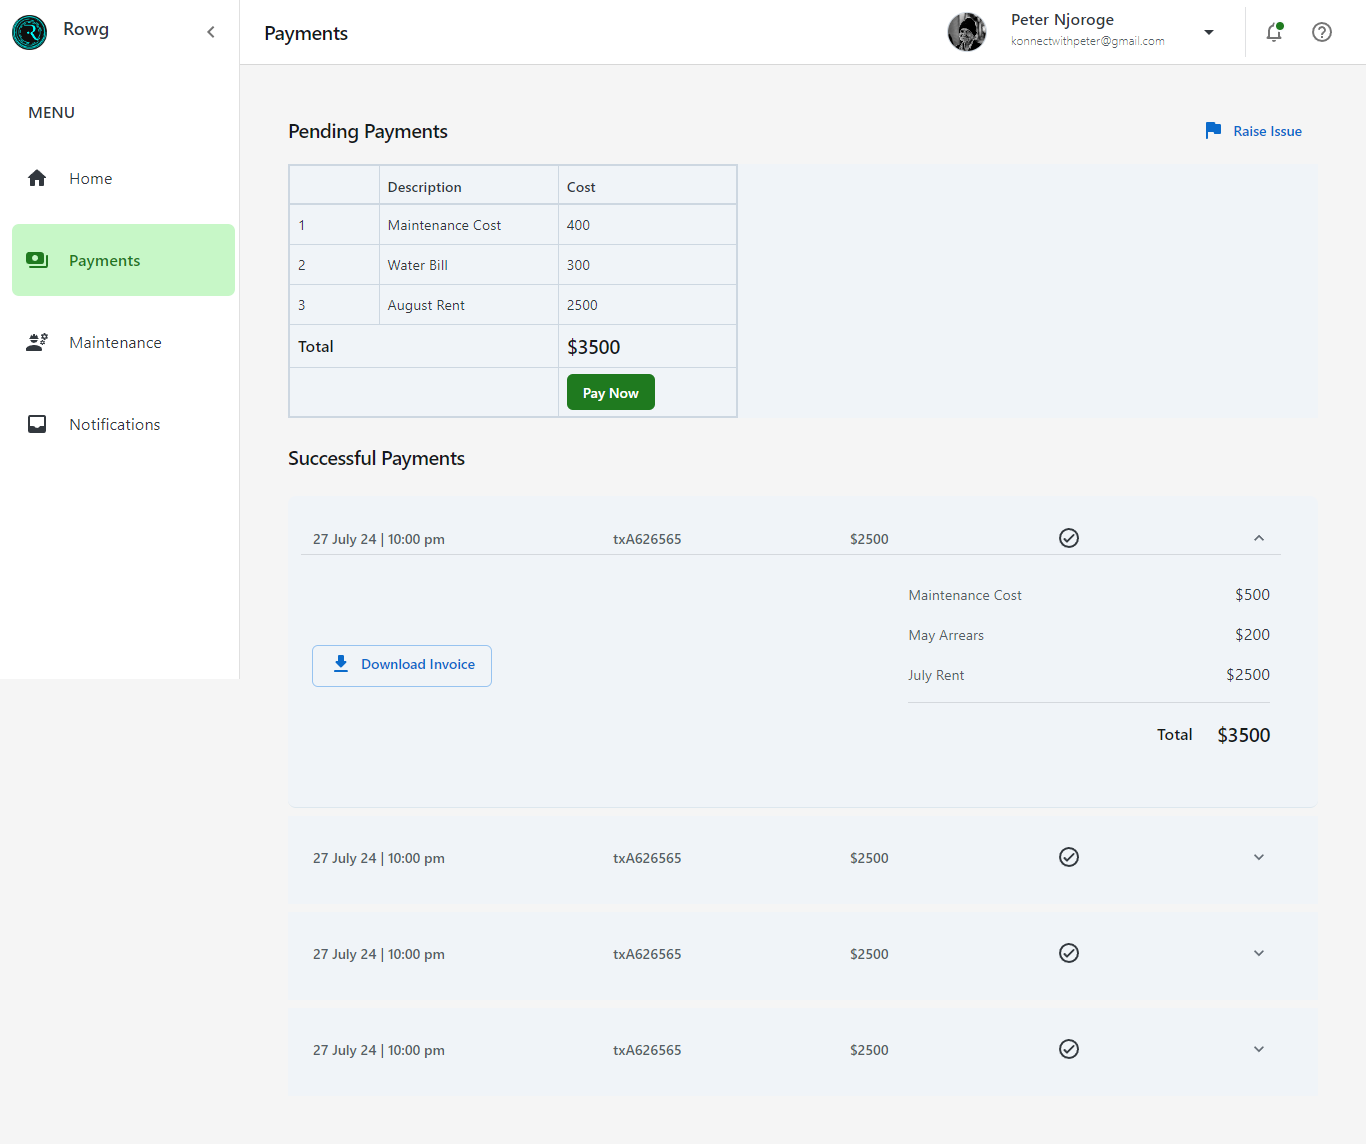 Rowg
Payments
Peter Njoroge
konnectwithpeter@gmail.com
MENU
Home
Payments
Maintenance
Notifications
Pending Payments
Raise Issue
Description Cost
1 Maintenance Cost 400
2 Water Bill 300
3 August Rent 2500
Total $3500
Pay Now
Successful Payments
27 July 24 | 10:00 pm txA626565 $2500
Maintenance Cost $500
May Arrears $200
July Rent $2500
Download Invoice
Total $3500
27 July 24 | 10:00 pm txA626565 $2500
27 July 24 | 10:00 pm txA626565 $2500
27 July 24 | 10:00 pm txA626565 $2500